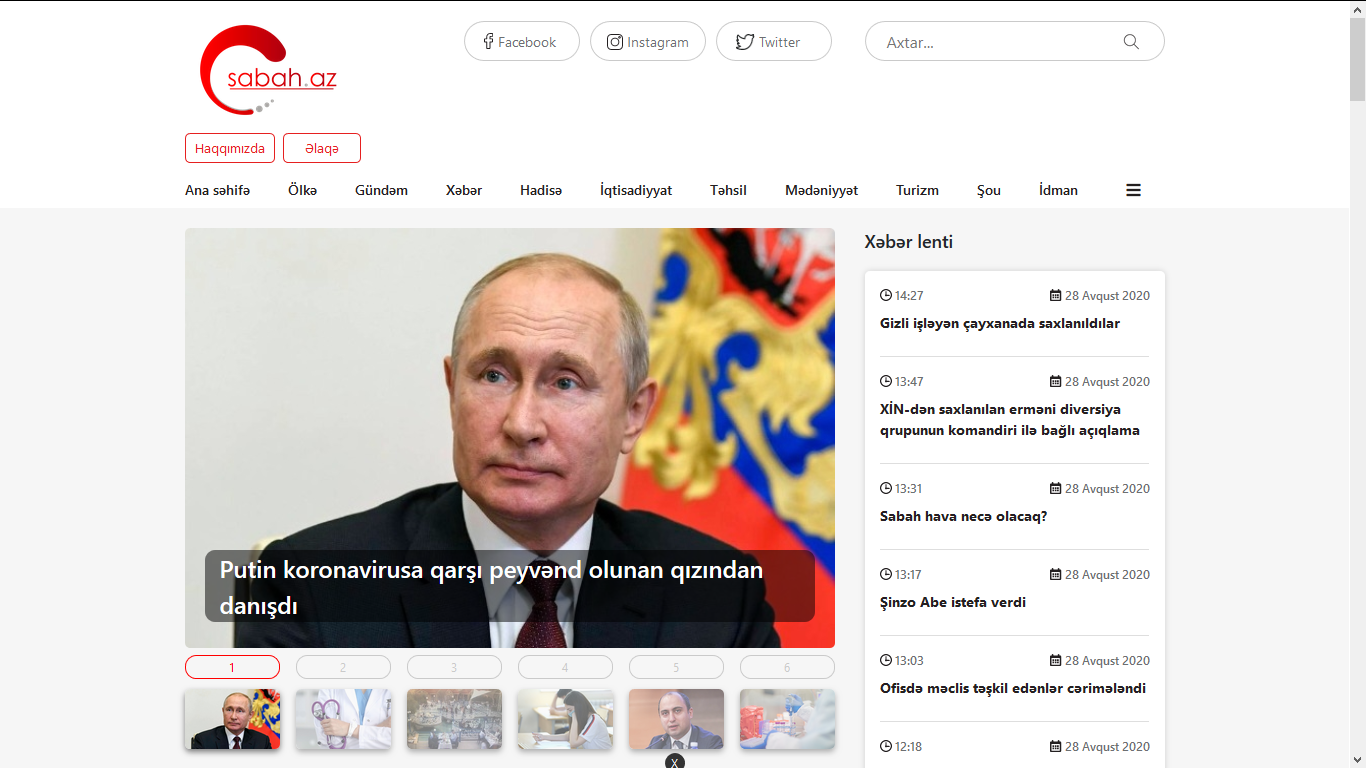 sabah.az
Facebook
Instagram
Twitter
Axtar...
Haqqımızda
Əlaqə
Ana səhifə
Ölkə
Gündəm
Xəbər
Hadisə
İqtisadiyyat
Təhsil
Mədəniyyət
Turizm
Şou
İdman
Putin koronavirusa qarşı peyvənd olunan qızından
danışdı
1
2
3
4
5
6
X
Xəbər lenti
14:27 28 Avqust 2020
Gizli işləyən çayxanada saxlanıldılar
13:47 28 Avqust 2020
XİN-dən saxlanılan erməni diversiya
qrupunun komandiri ilə bağlı açıqlama
13:31 28 Avqust 2020
Sabah hava necə olacaq?
13:17 28 Avqust 2020
Şinzo Abe istefa verdi
13:03 28 Avqust 2020
Ofisdə məclis təşkil edənlər cərimələndi
12:18 28 Avqust 2020